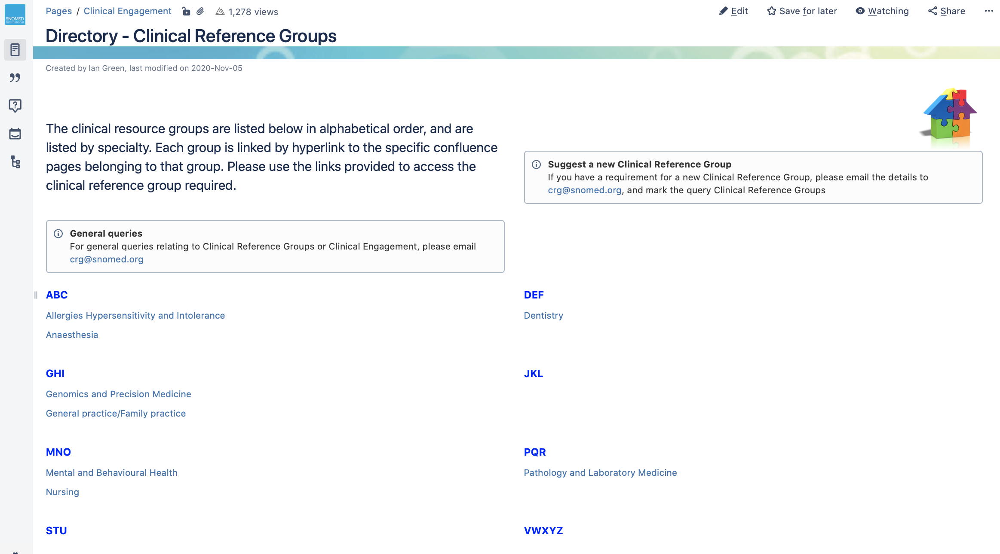 SNOMED
International
Pages / Clinical Engagement 1,278 views
Edit Save for later Watching Share
Directory - Clinical Reference Groups
Created by Ian Green, last modified on 2020-Nov-05
The clinical resource groups are listed below in alphabetical order, and are
listed by specialty. Each group is linked by hyperlink to the specific confluence
pages belonging to that group. Please use the links provided to access the
clinical reference group required.
Suggest a new Clinical Reference Group
If you have a requirement for a new Clinical Reference Group, please email the details to
crg@snomed.org, and mark the query Clinical Reference Groups
General queries
For general queries relating to Clinical Reference Groups or Clinical Engagement, please email
crg@snomed.org
ABC
Allergies Hypersensitivity and Intolerance
Anaesthesia
DEF
Dentistry
GHI
Genomics and Precision Medicine
General practice/Family practice
JKL
MNO
Mental and Behavioural Health
Nursing
PQR
Pathology and Laboratory Medicine
STU
VWXYZ